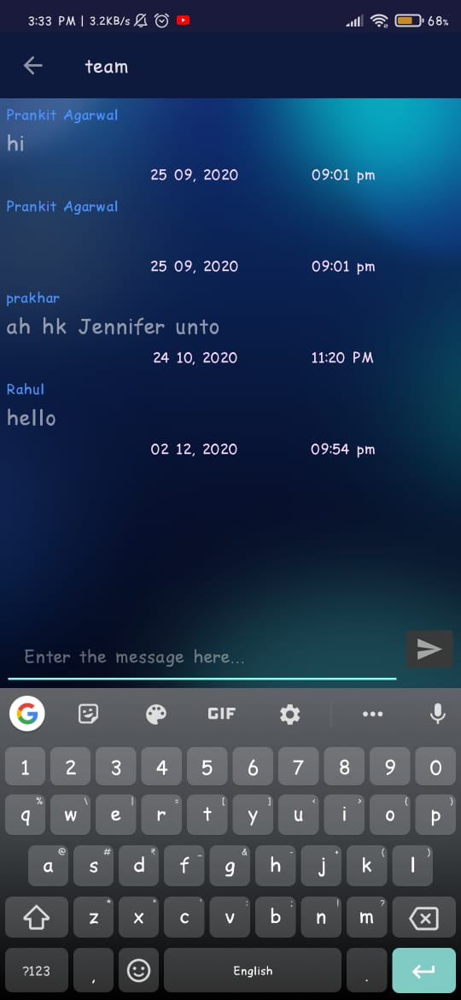 3:33 PM | 3.2KB/s 68%
team
Prankit Agarwal
hi
25 09, 2020 09:01 pm
Prankit Agarwal
25 09, 2020 09:01 pm
prakhar
ah hk Jennifer unto
24 10, 2020 11:20 PM
Rahul
hello
02 12, 2020 09:54 pm
Enter the message here...
G GIF
1 2 3 4 5 6 7 8 9 0
% \ | = [ ] < > { }
q w e r t y u i o p
@ # ₹ _ & - + ( )
a s d f g h j k l
* " ' : ; ! ?
z x c v b n m
?123 , English .